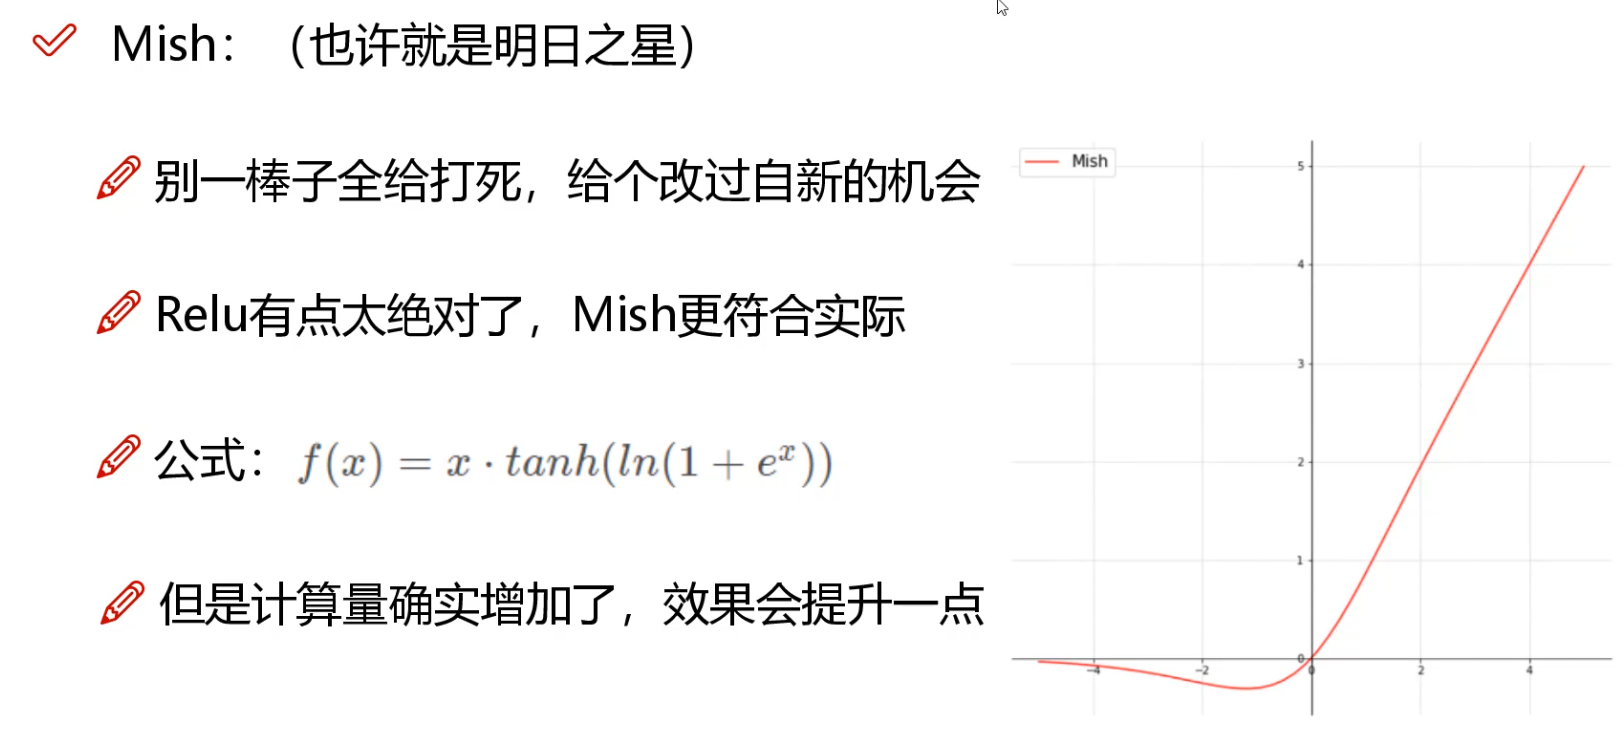 Mish：（也许就是明日之星）
别一棒子全给打死，给个改过自新的机会
Relu有点太绝对了，Mish更符合实际
公式：f(x) = x · tanh(ln(1 + e^x))
但是计算量确实增加了，效果会提升一点
Mish
5
4
3
2
1
0
−4 −2 0 2 4